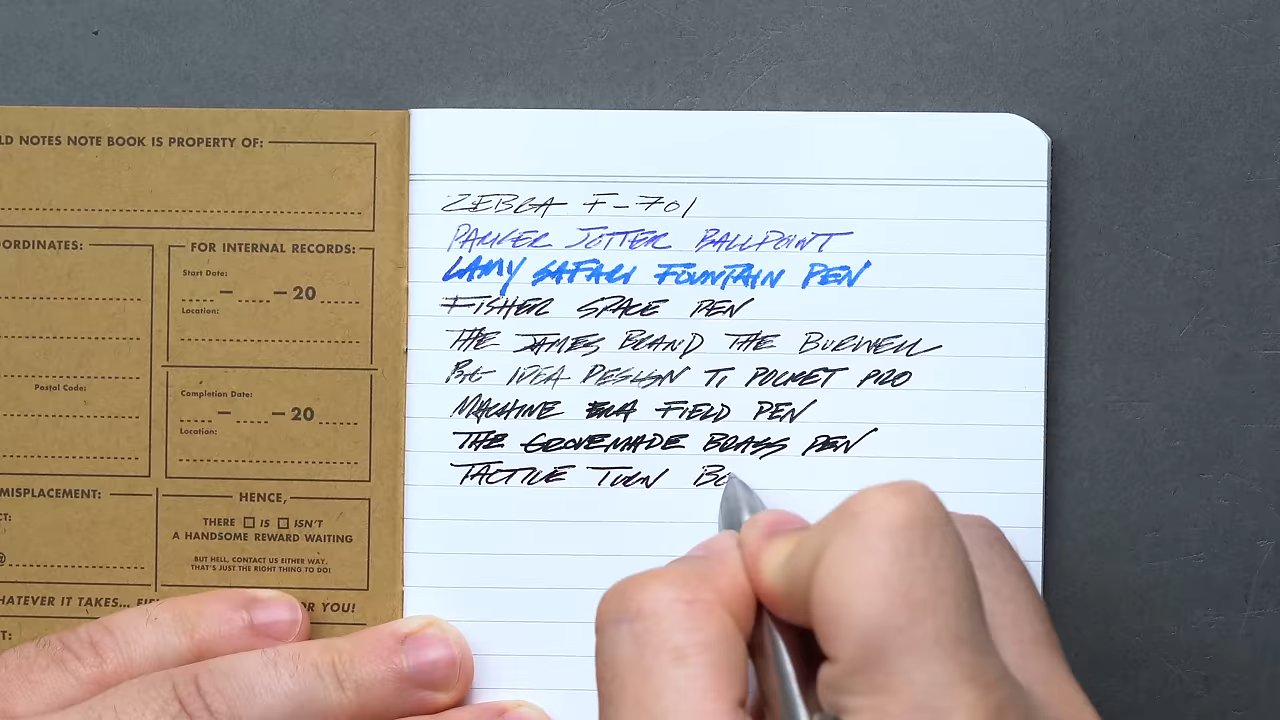 LD NOTES NOTE BOOK IS PROPERTY OF:
OORDINATES:
FOR INTERNAL RECORDS:
Start Date:
— — 20
Location:
Postal Code:
Completion Date:
— — 20
Location:
MISPLACEMENT:
HENCE,
CT:
THERE □ IS □ ISN'T
A HANDSOME REWARD WAITING
@
BUT HELL, CONTACT US EITHER WAY.
THAT'S JUST THE RIGHT THING TO DO!
HATEVER IT TAKES... FI
OR YOU!
T:
ZEBRA F-701
PARKER JOTTER BALLPOINT
LAMY SAFARI FOUNTAIN PEN
FISHER SPACE PEN
THE JAMES BRAND THE BURWELL
BIG IDEA DESIGN TI POCKET PRO
MACHINE ERA FIELD PEN
THE GROVEMADE BRASS PEN
TACTILE TURN BO